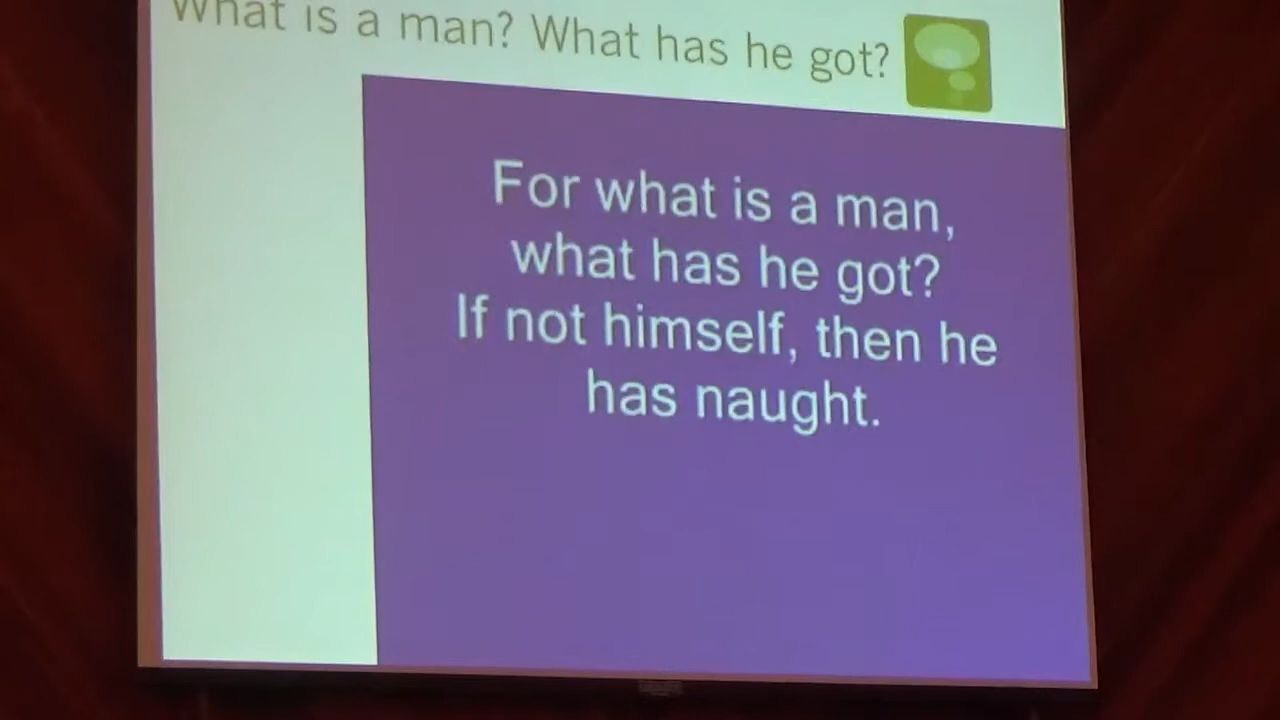 What is a man? What has he got?
For what is a man,
what has he got?
If not himself, then he
has naught.